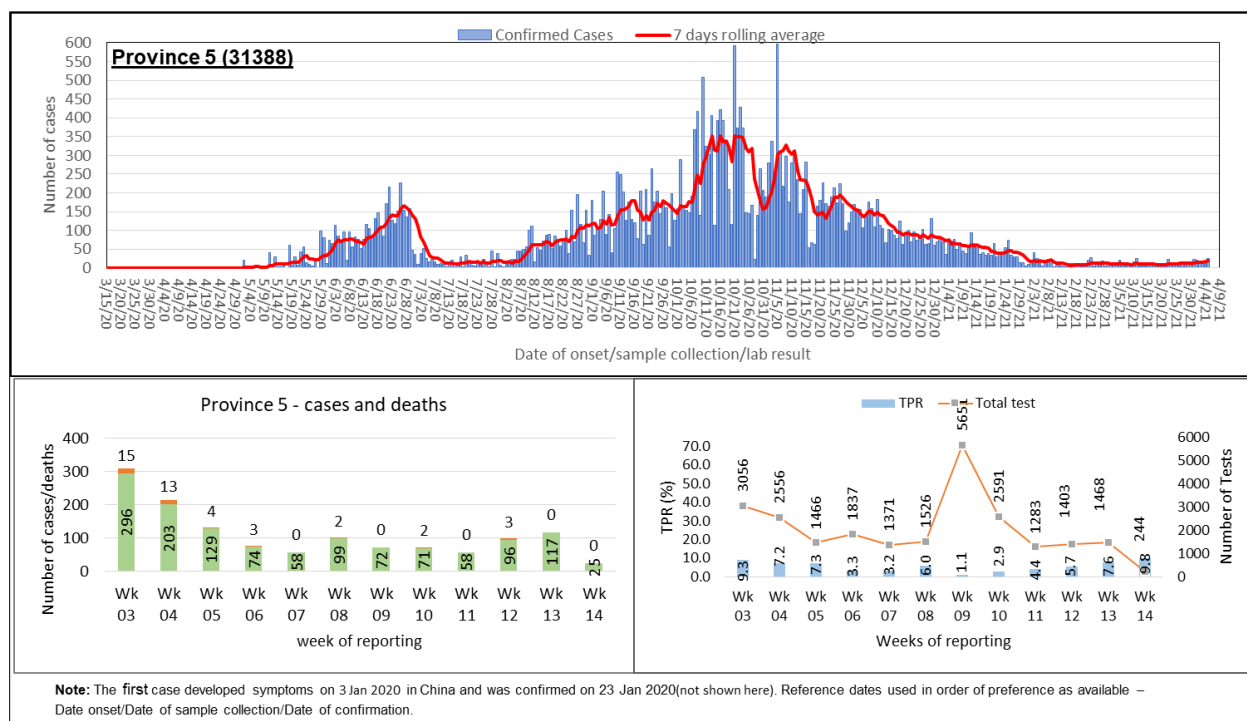 Confirmed Cases 7 days rolling average
Province 5 (31388)
Number of cases
600
550
500
450
400
350
300
250
200
150
100
50
0
3/15/20 3/20/20 3/25/20 3/30/20 4/4/20 4/9/20 4/14/20 4/19/20 4/24/20 4/29/20 5/4/20 5/9/20 5/14/20 5/19/20 5/24/20 5/29/20 6/3/20 6/8/20 6/13/20 6/18/20 6/23/20 6/28/20 7/3/20 7/8/20 7/13/20 7/18/20 7/23/20 7/28/20 8/2/20 8/7/20 8/12/20 8/17/20 8/22/20 8/27/20 9/1/20 9/6/20 9/11/20 9/16/20 9/21/20 9/26/20 10/1/20 10/6/20 10/11/20 10/16/20 10/21/20 10/26/20 10/31/20 11/5/20 11/10/20 11/15/20 11/20/20 11/25/20 11/30/20 12/5/20 12/10/20 12/15/20 12/20/20 12/25/20 12/30/20 1/4/21 1/9/21 1/14/21 1/19/21 1/24/21 1/29/21 2/3/21 2/8/21 2/13/21 2/18/21 2/23/21 2/28/21 3/5/21 3/10/21 3/15/21 3/20/21 3/25/21 3/30/21 4/4/21 4/9/21
Date of onset/sample collection/lab result
Province 5 - cases and deaths
Number of cases/deaths
400
300
200
100
0
15 13 4 3 0 2 0 2 0 3 0 0
296 203 129 74 58 99 72 71 58 96 117 25
Wk Wk Wk Wk Wk Wk Wk Wk Wk Wk Wk Wk
03 04 05 06 07 08 09 10 11 12 13 14
week of reporting
TPR Total test
TPR (%)
70.0
60.0
50.0
40.0
30.0
20.0
10.0
0.0
3056 2556 1466 1837 1371 1526 5651 2591 1283 1403 1468 244
9.3 7.2 7.3 3.3 3.2 6.0 1.1 2.9 4.4 5.7 7.6 9.8
6000
5000
4000
3000
2000
1000
0
Number of Tests
Wk Wk Wk Wk Wk Wk Wk Wk Wk Wk Wk Wk
03 04 05 06 07 08 09 10 11 12 13 14
Weeks of reporting
Note: The first case developed symptoms on 3 Jan 2020 in China and was confirmed on 23 Jan 2020(not shown here). Reference dates used in order of preference as available –
Date onset/Date of sample collection/Date of confirmation.